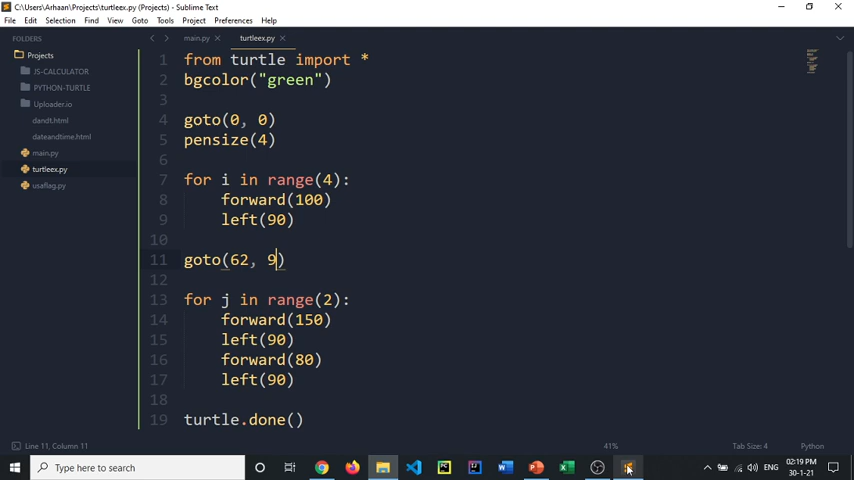 C:\Users\Arhaan\Projects\turtleex.py (Projects) - Sublime Text
File Edit Selection Find View Goto Tools Project Preferences Help
FOLDERS
Projects
JS-CALCULATOR
PYTHON-TURTLE
Uploader.io
dandt.html
dateandtime.html
main.py
turtleex.py
usaflag.py
main.py turtleex.py
1 from turtle import *
2 bgcolor("green")
3
4 goto(0, 0)
5 pensize(4)
6
7 for i in range(4):
8 forward(100)
9 left(90)
10
11 goto(62, 9)
12
13 for j in range(2):
14 forward(150)
15 left(90)
16 forward(80)
17 left(90)
18
19 turtle.done()
Line 11, Column 11 41% Tab Size: 4 Python
Type here to search
ENG
02:19 PM
30-1-21